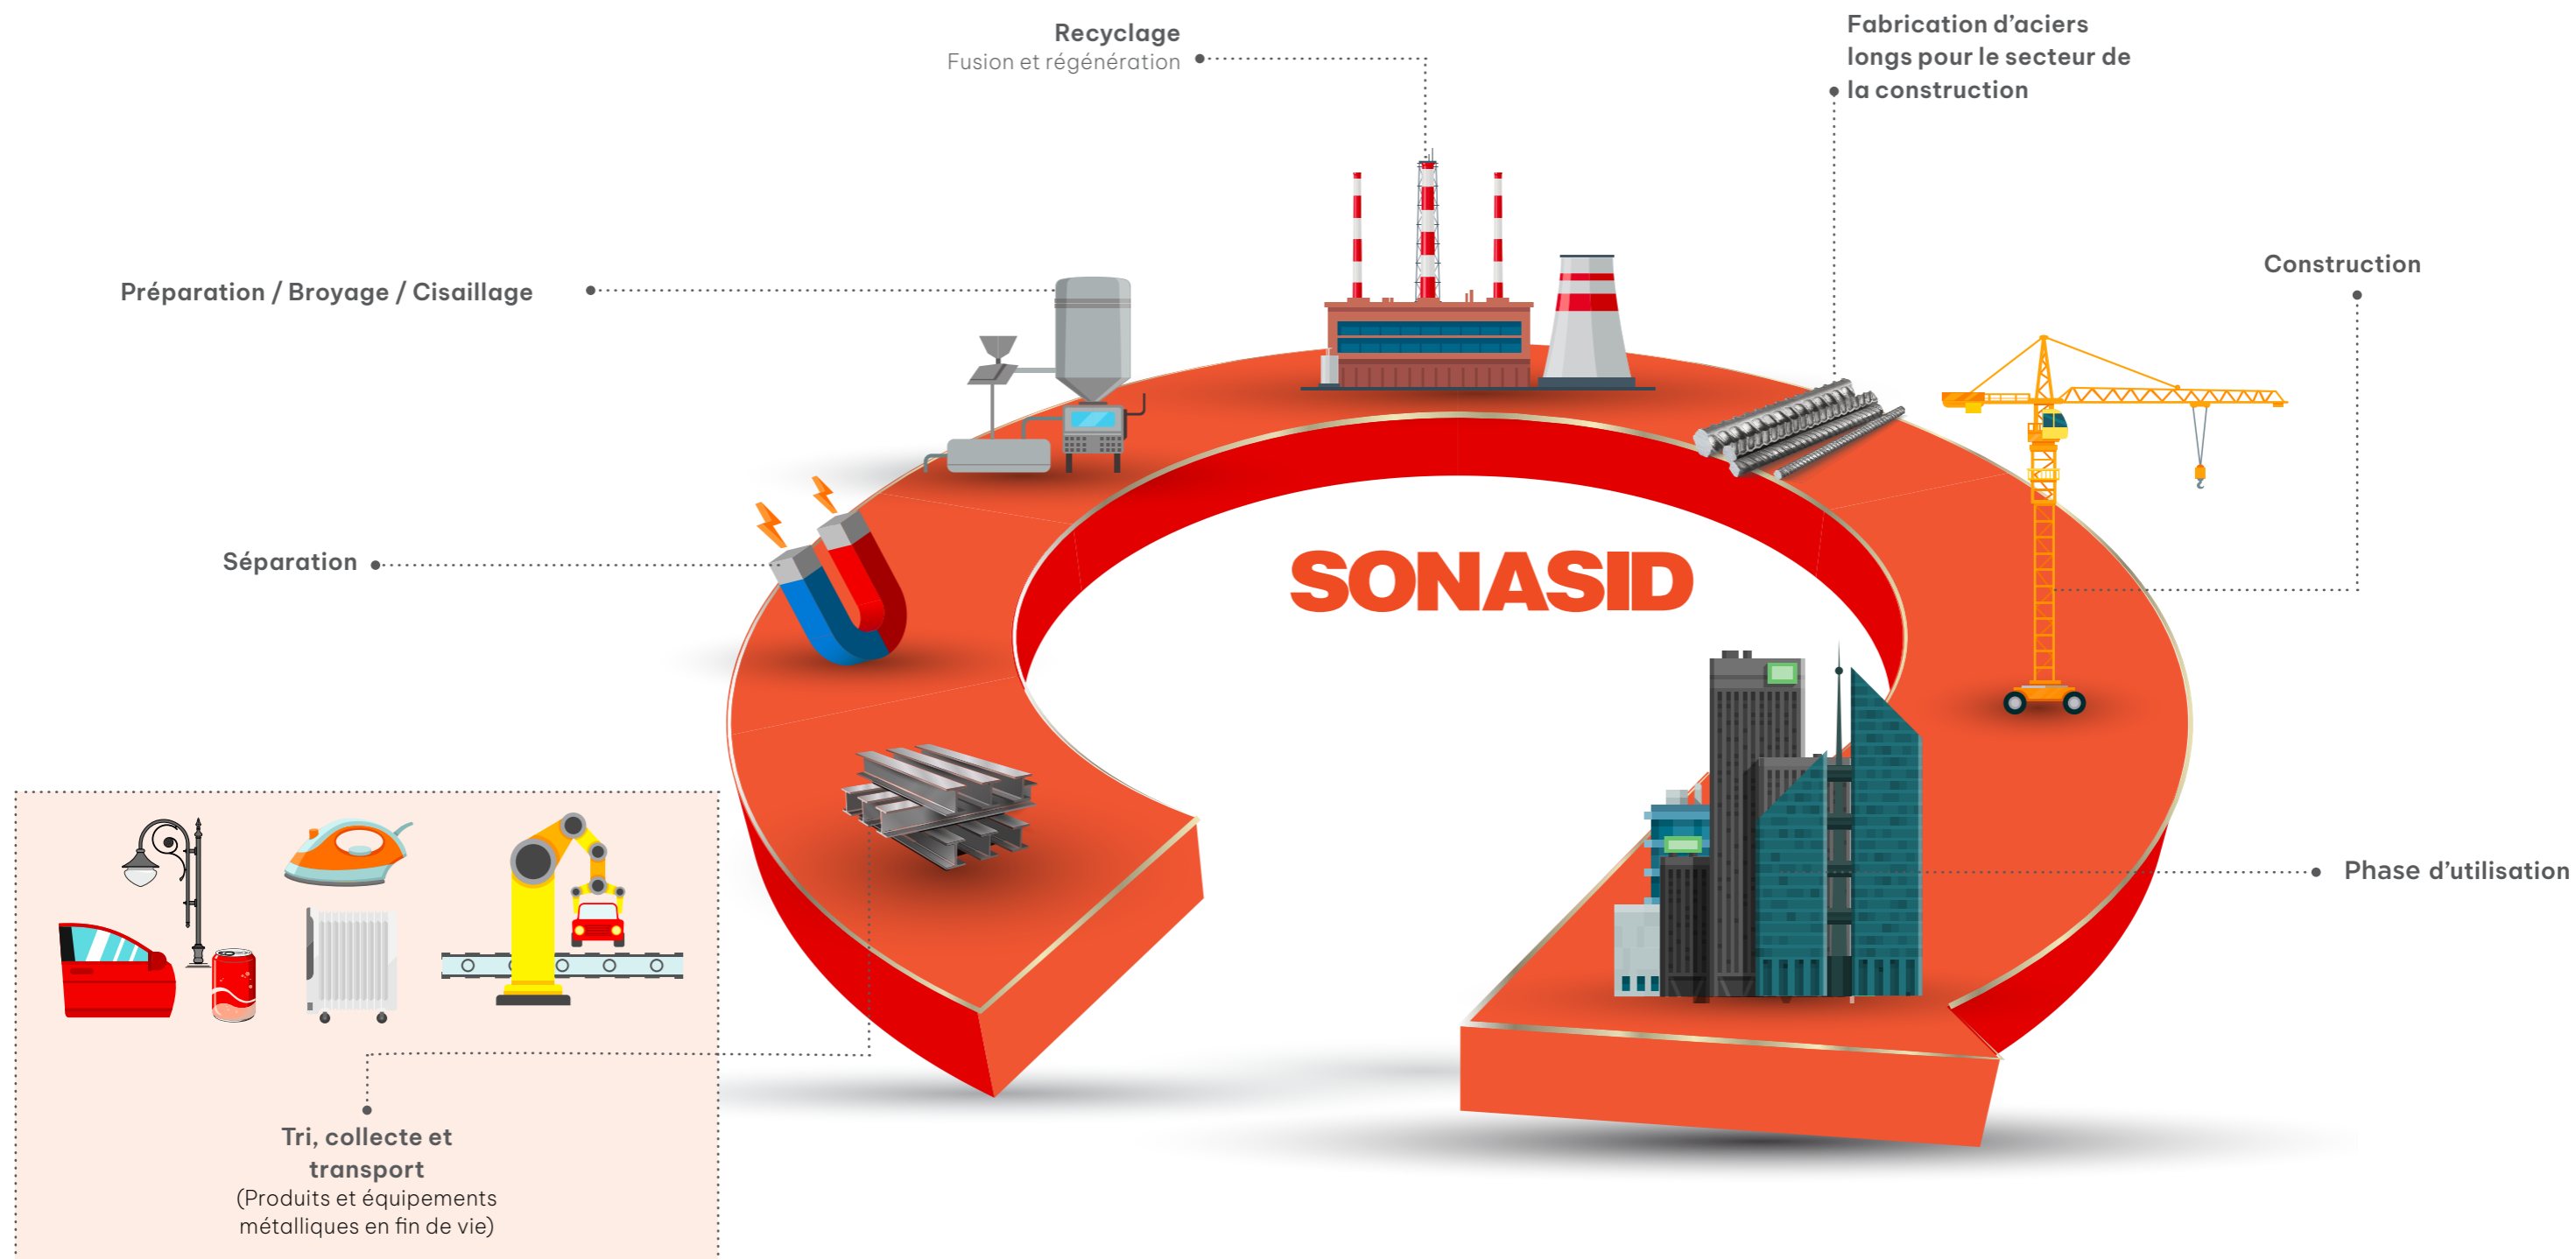 Recyclage
Fusion et régénération
Fabrication d’aciers
longs pour le secteur de
la construction
Construction
Préparation / Broyage / Cisaillage
Séparation
SONASID
Phase d’utilisation
Tri, collecte et
transport
(Produits et équipements
métalliques en fin de vie)